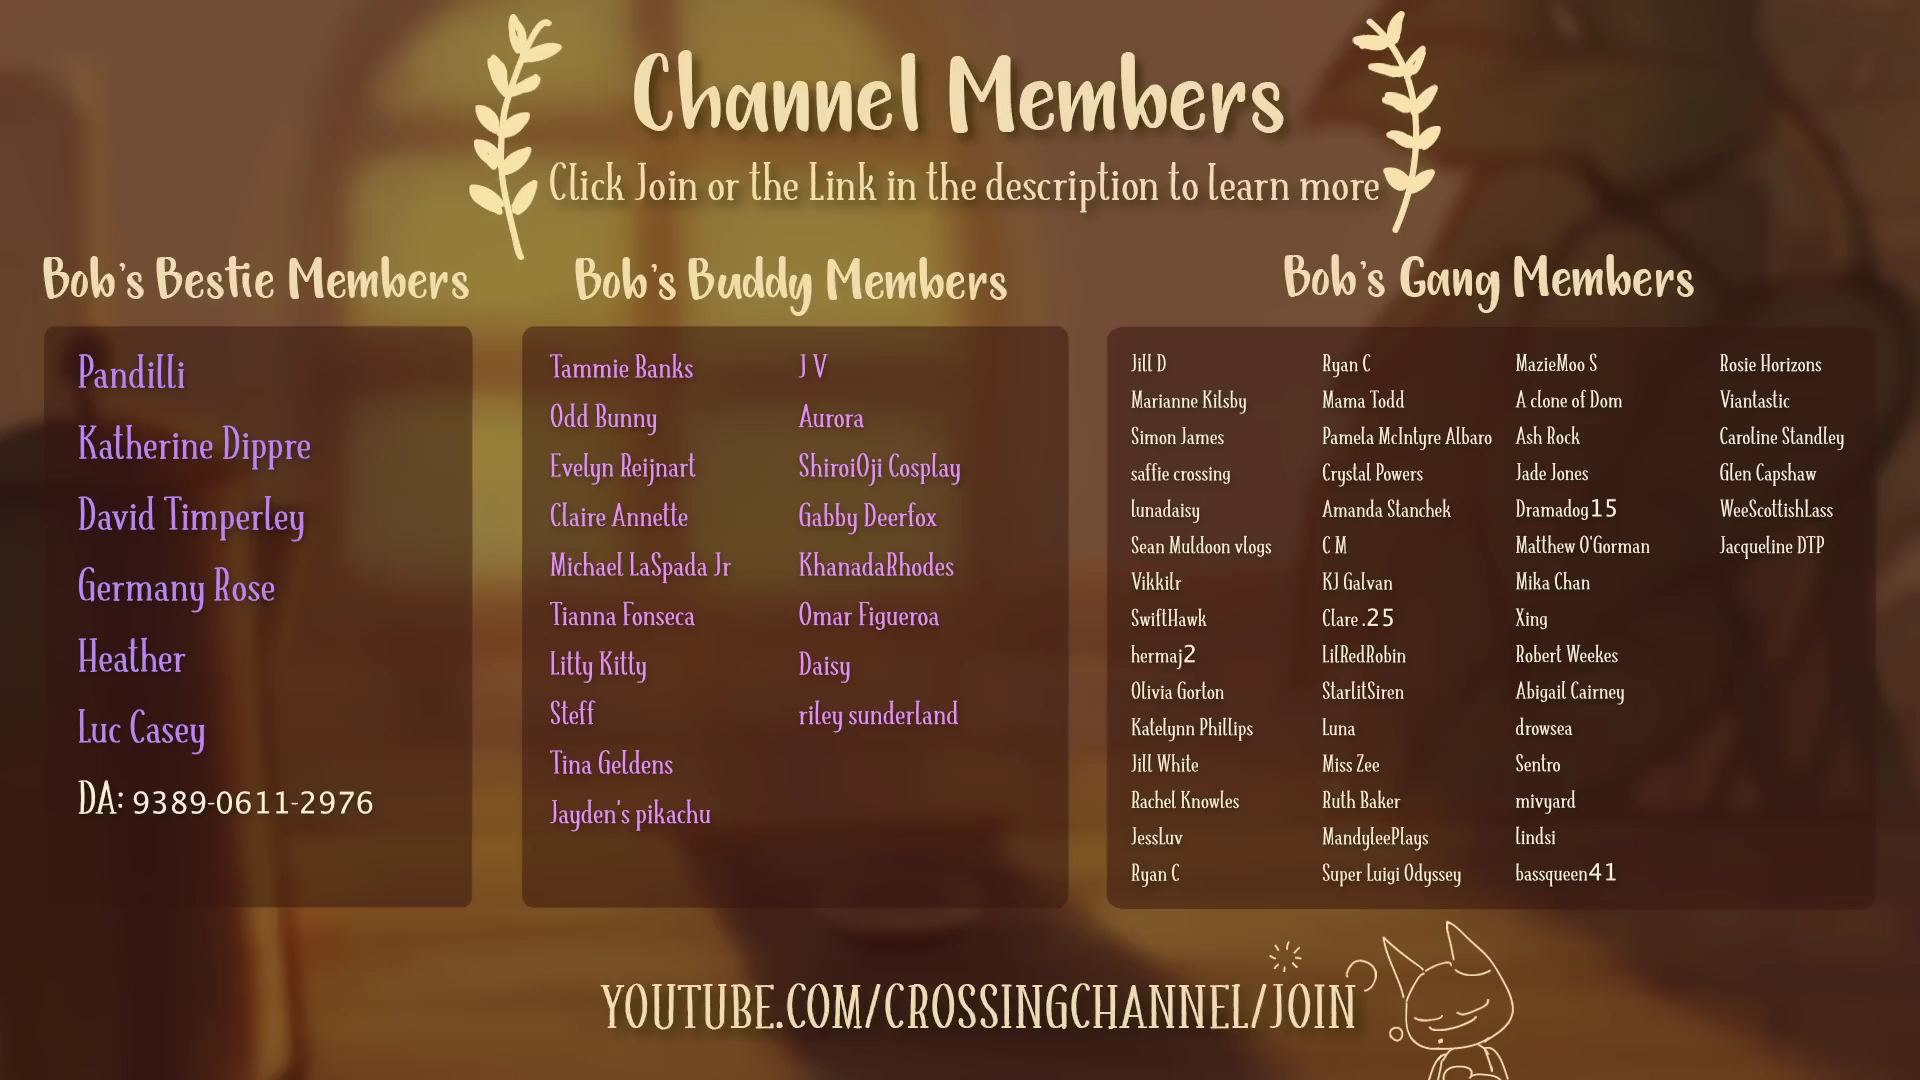 Channel Members
Click Join or the Link in the description to learn more
Bob's Bestie Members
Pandilli
Katherine Dippre
David Timperley
Germany Rose
Heather
Luc Casey
DA: 9389-0611-2976
Bob's Buddy Members
Tammie Banks
Odd Bunny
Evelyn Reijnart
Claire Annette
Michael LaSpada Jr
Tianna Fonseca
Litty Kitty
Steff
Tina Geldens
Jayden's pikachu
J V
Aurora
ShiroiOji Cosplay
Gabby Deerfox
KhanadaRhodes
Omar Figueroa
Daisy
riley sunderland
Bob's Gang Members
Jill D
Marianne Kilsby
Simon James
saffie crossing
lunadaisy
Sean Muldoon vlogs
Vikkilr
SwiftHawk
hermaj2
Olivia Gorton
Katelynn Phillips
Jill White
Rachel Knowles
JessLuv
Ryan C
Ryan C
Mama Todd
Pamela McIntyre Albaro
Crystal Powers
Amanda Stanchek
C M
KJ Galvan
Clare .25
LilRedRobin
StarlitSiren
Luna
Miss Zee
Ruth Baker
MandyleePlays
Super Luigi Odyssey
MazieMoo S
A clone of Dom
Ash Rock
Jade Jones
Dramadog15
Matthew O'Gorman
Mika Chan
Xing
Robert Weekes
Abigail Cairney
drowsea
Sentro
mivyard
lindsi
bassqueen41
Rosie Horizons
Viantastic
Caroline Standley
Glen Capshaw
WeeScottishLass
Jacqueline DTP
YOUTUBE.COM/CROSSINGCHANNEL/JOIN